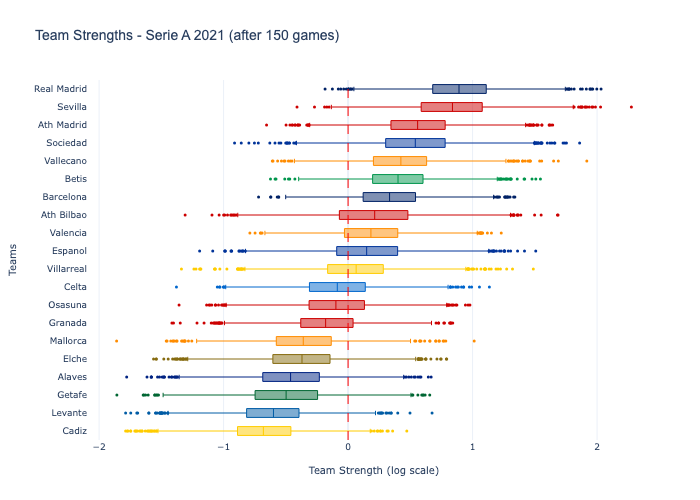 Team Strengths - Serie A 2021 (after 150 games)
Real Madrid
Sevilla
Ath Madrid
Sociedad
Vallecano
Betis
Barcelona
Ath Bilbao
Valencia
Espanol
Villarreal
Celta
Osasuna
Granada
Mallorca
Elche
Alaves
Getafe
Levante
Cadiz
Teams
−2
−1
0
1
2
Team Strength (log scale)